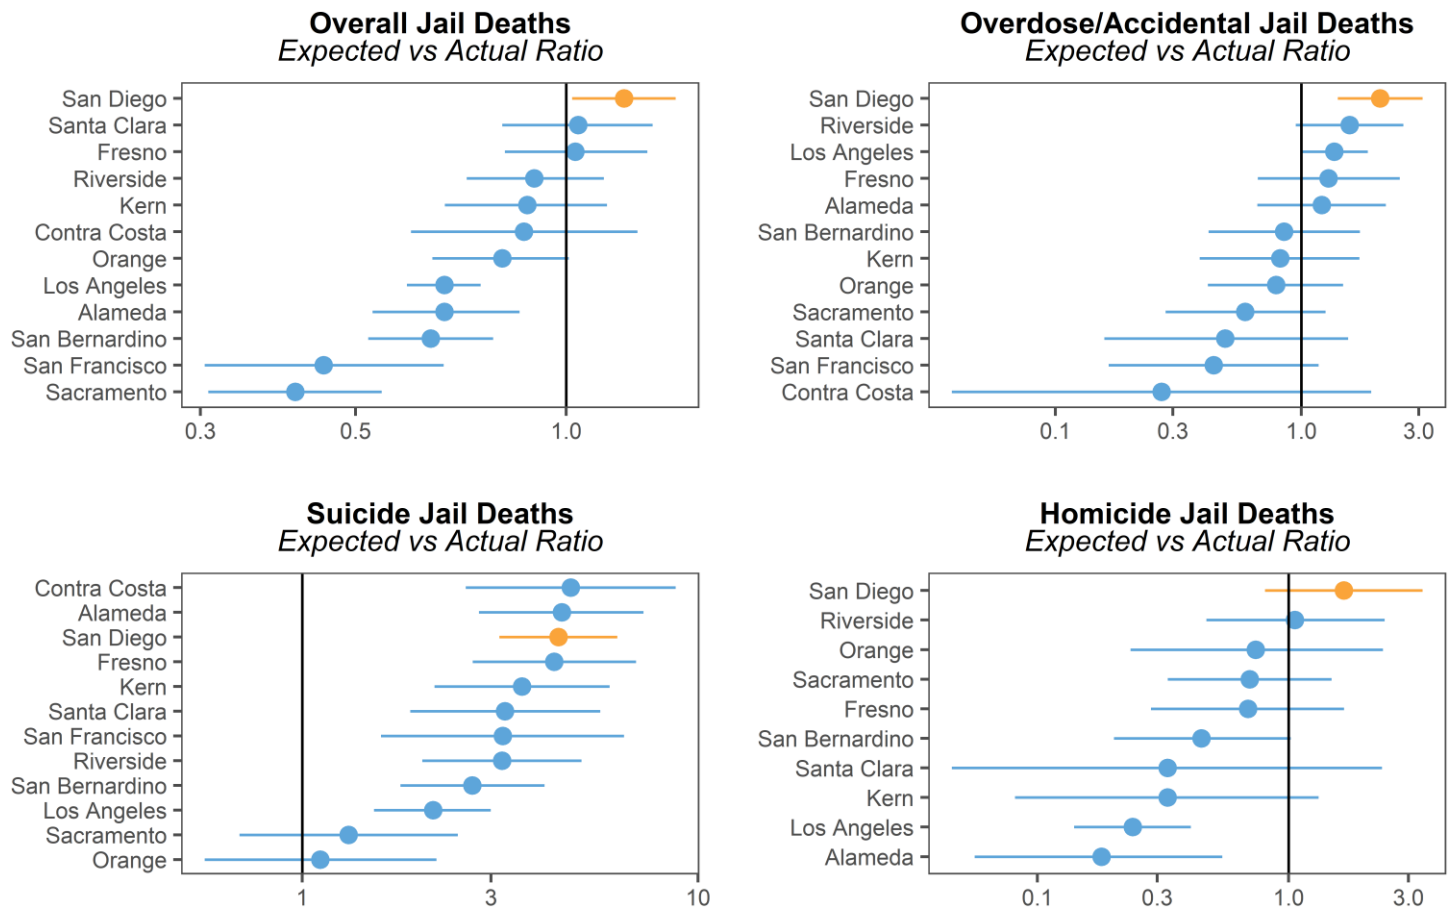 Overall Jail Deaths
Expected vs Actual Ratio
San Diego
Santa Clara
Fresno
Riverside
Kern
Contra Costa
Orange
Los Angeles
Alameda
San Bernardino
San Francisco
Sacramento
0.3 0.5 1.0
Overdose/Accidental Jail Deaths
Expected vs Actual Ratio
San Diego
Riverside
Los Angeles
Fresno
Alameda
San Bernardino
Kern
Orange
Sacramento
Santa Clara
San Francisco
Contra Costa
0.1 0.3 1.0 3.0
Suicide Jail Deaths
Expected vs Actual Ratio
Contra Costa
Alameda
San Diego
Fresno
Kern
Santa Clara
San Francisco
Riverside
San Bernardino
Los Angeles
Sacramento
Orange
1 3 10
Homicide Jail Deaths
Expected vs Actual Ratio
San Diego
Riverside
Orange
Sacramento
Fresno
San Bernardino
Santa Clara
Kern
Los Angeles
Alameda
0.1 0.3 1.0 3.0